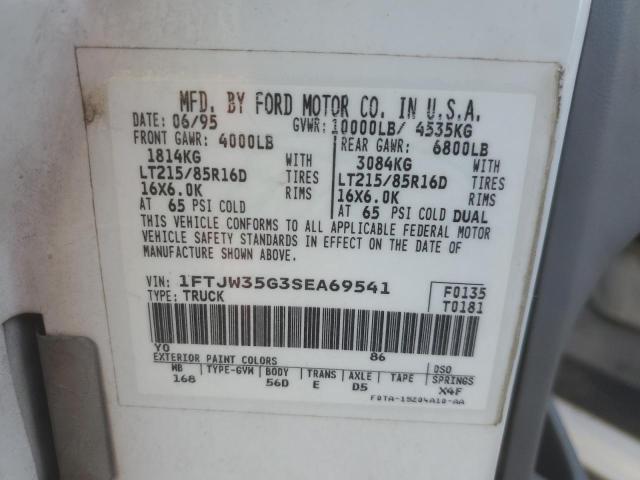 MFD. BY FORD MOTOR CO. IN U.S.A.
DATE: 06/95 GVWR: 10000LB/ 4535KG
FRONT GAWR: 4000LB REAR GAWR: 6800LB
1814KG WITH 3084KG WITH
LT215/85R16D TIRES LT215/85R16D TIRES
16X6.0K RIMS 16X6.0K RIMS
AT 65 PSI COLD AT 65 PSI COLD DUAL
THIS VEHICLE CONFORMS TO ALL APPLICABLE FEDERAL MOTOR
VEHICLE SAFETY STANDARDS IN EFFECT ON THE DATE OF
MANUFACTURE SHOWN ABOVE.
VIN: 1FTJW35G3SEA69541 F0135
TYPE: TRUCK T0181
YO 86
EXTERIOR PAINT COLORS DSO
WB TYPE-GVW BODY TRANS AXLE TAPE SPRINGS
168 56D E D5 X4F
F0TA-15204A10-AA